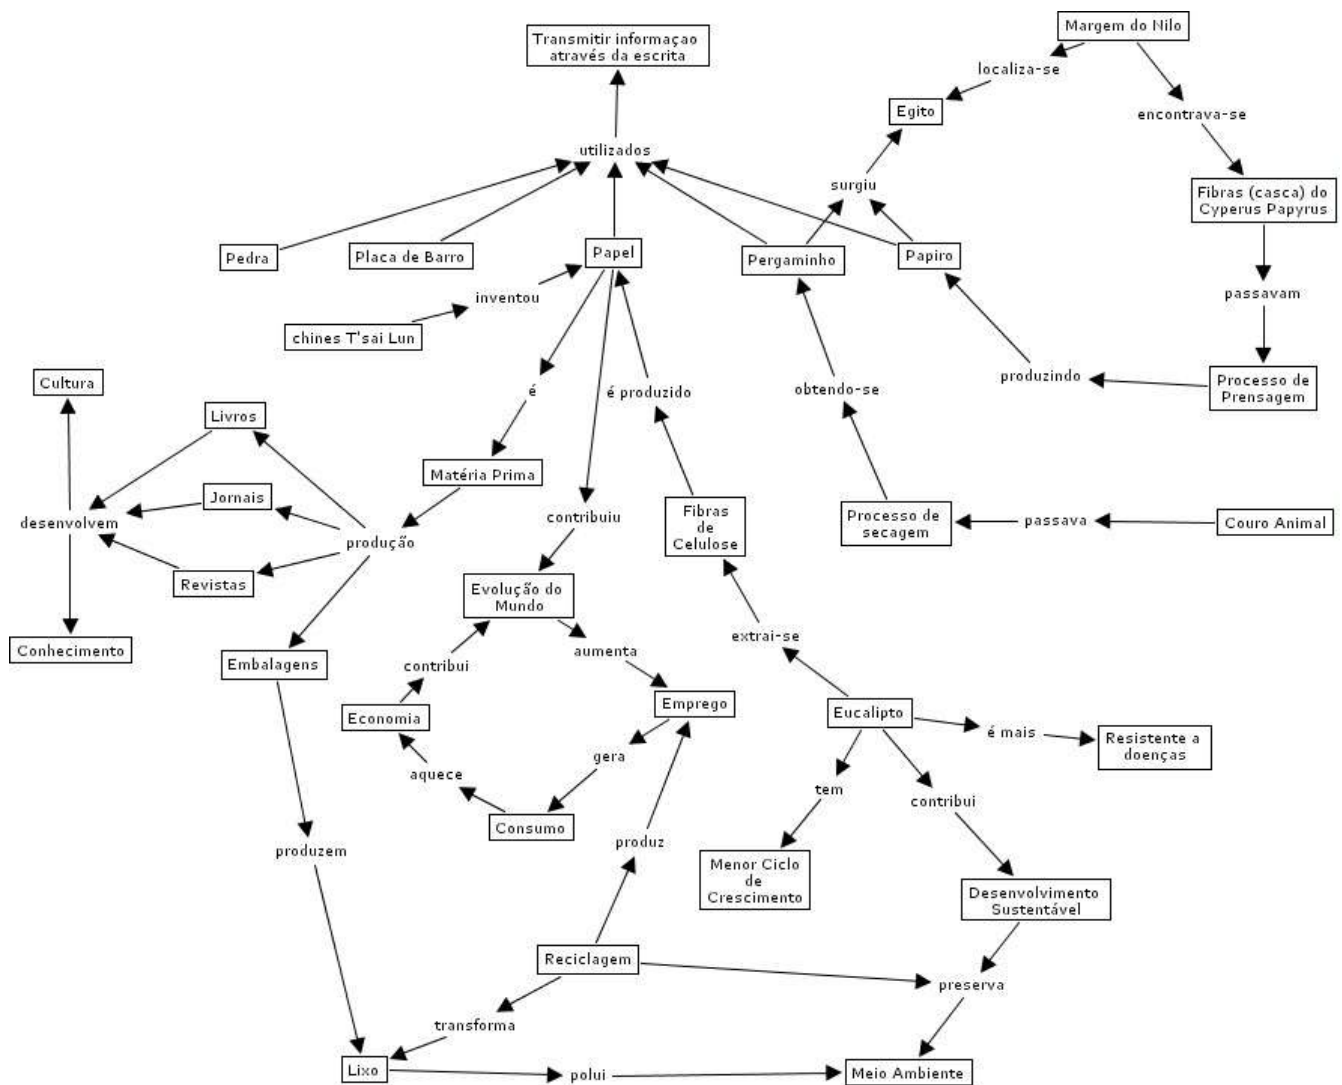 Margem do Nilo
Transmitir informaçao
através da escrita
localiza-se
Egito
encontrava-se
utilizados
surgiu
Fibras (casca) do
Cyperus Papyrus
Pedra
Placa de Barro
Papel
Pergaminho
Papiro
inventou
passavam
chines T'sai Lun
Cultura
é
é produzido
obtendo-se
produzindo
Processo de
Prensagem
Livros
Matéria Prima
Jornais
desenvolvem
produção
contribuiu
Fibras
de
Celulose
Processo de
secagem
passava
Couro Animal
Revistas
Evolução do
Mundo
Conhecimento
Embalagens
contribui
aumenta
extrai-se
Economia
Emprego
Eucalipto
é mais
Resistente a
doenças
gera
aquece
tem
contribui
Consumo
produzem
produz
Menor Ciclo
de
Crescimento
Desenvolvimento
Sustentável
Reciclagem
preserva
transforma
Lixo
polui
Meio Ambiente